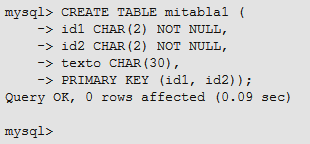 mysql> CREATE TABLE mitabla1 (
    -> id1 CHAR(2) NOT NULL,
    -> id2 CHAR(2) NOT NULL,
    -> texto CHAR(30),
    -> PRIMARY KEY (id1, id2));
Query OK, 0 rows affected (0.09 sec)

mysql>